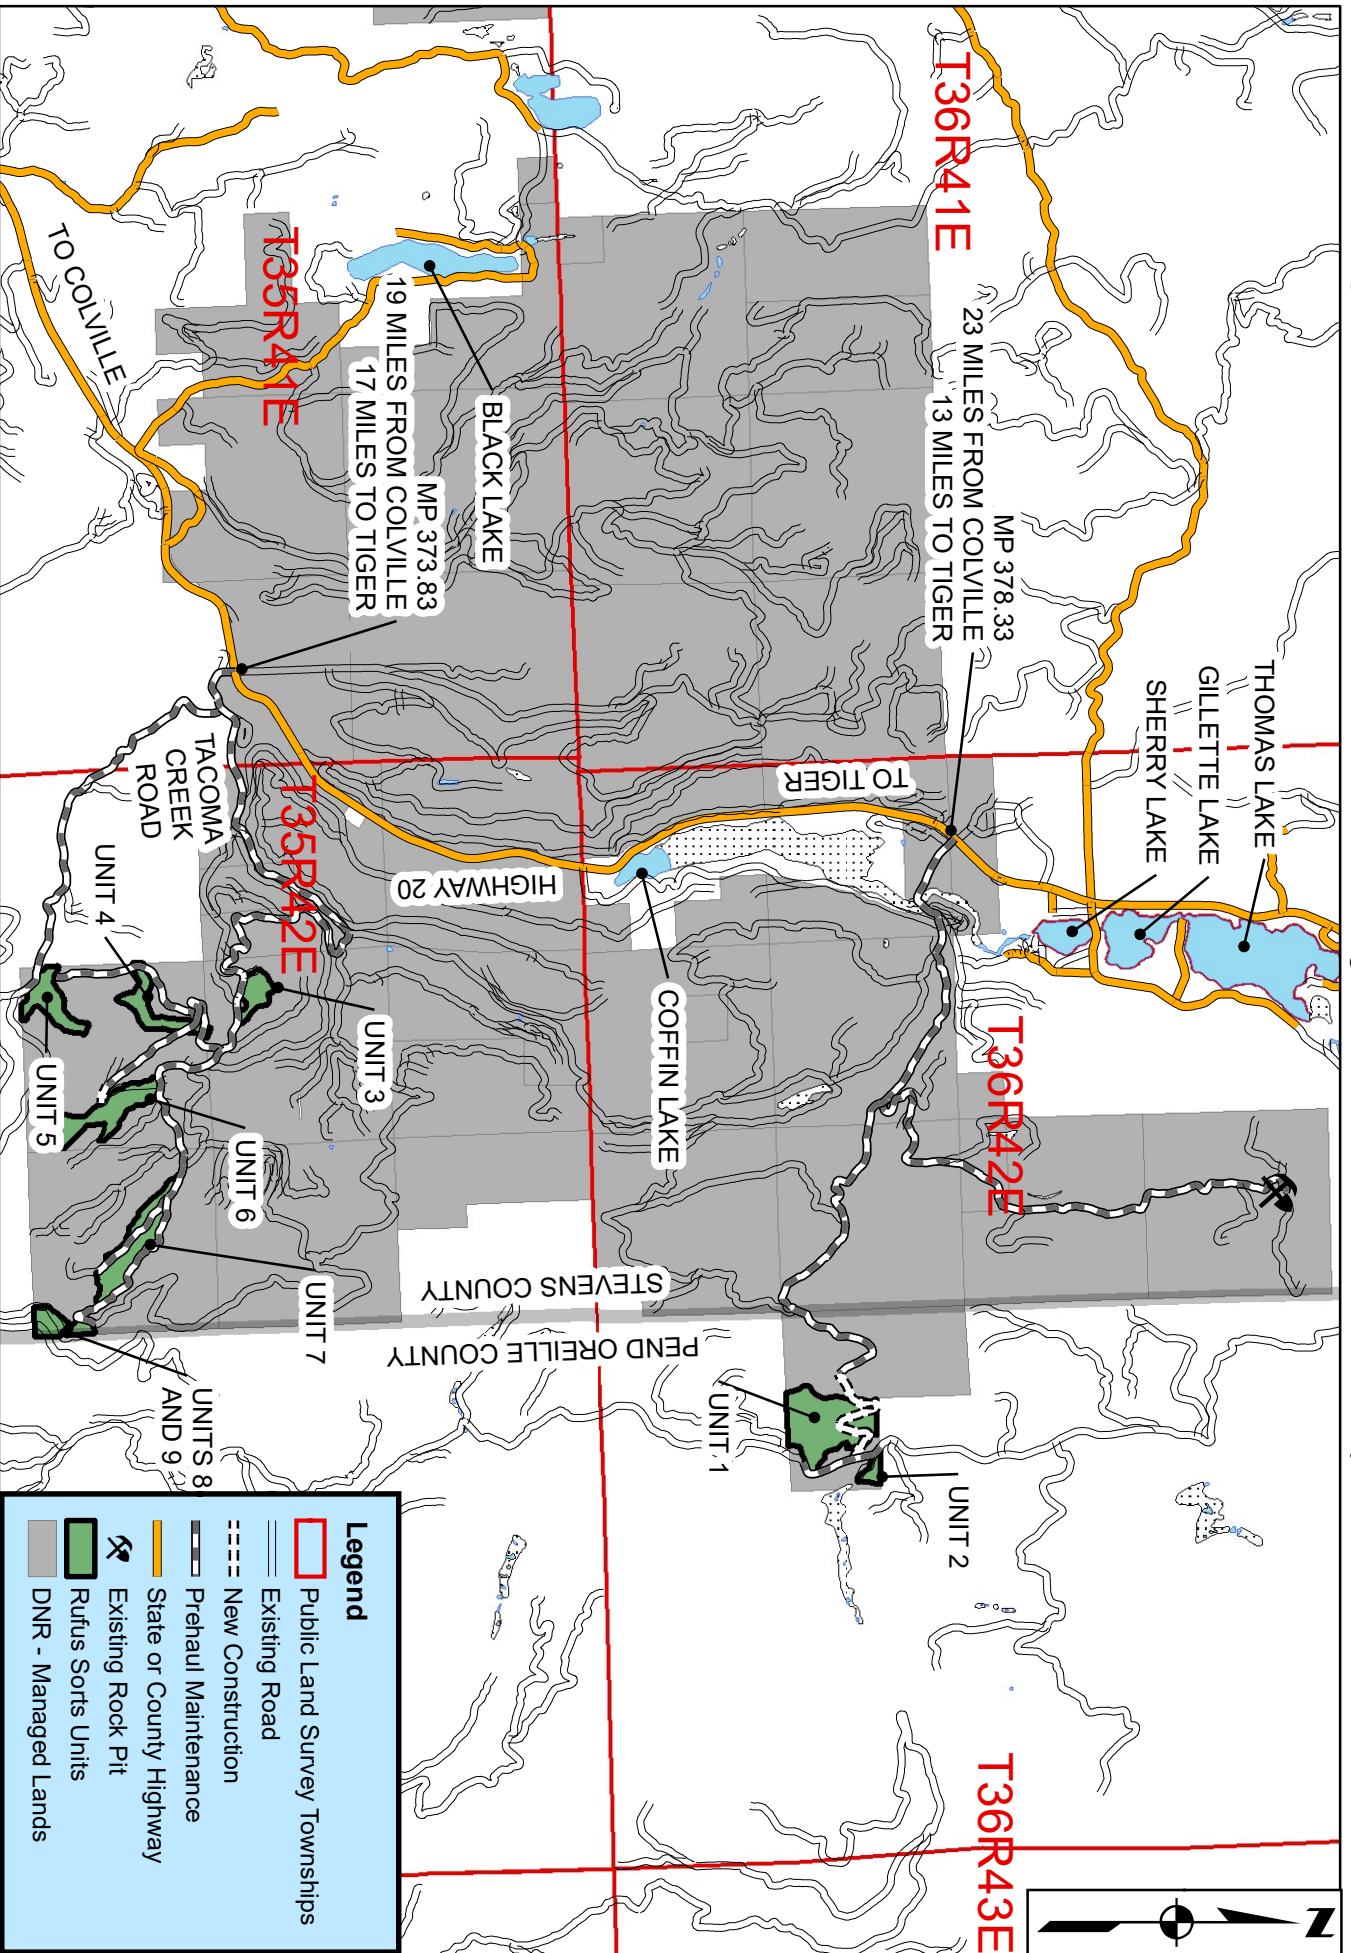 T36R41E
T36R42E
T36R43E
T35R41E
T35R42E
THOMAS LAKE
GILLETTE LAKE
SHERRY LAKE
MP 378.33
23 MILES FROM COLVILLE
13 MILES TO TIGER
TO TIGER
COFFIN LAKE
HIGHWAY 20
BLACK LAKE
MP 373.83
19 MILES FROM COLVILLE
17 MILES TO TIGER
TO COLVILLE
TACOMA
CREEK
ROAD
STEVENS COUNTY
PEND OREILLE COUNTY
UNIT 2
UNIT 1
UNIT 3
UNIT 4
UNIT 5
UNIT 6
UNIT 7
UNITS 8
AND 9
N
Legend
Public Land Survey Townships
Existing Road
New Construction
Prehaul Maintenance
State or County Highway
Existing Rock Pit
Rufus Sorts Units
DNR - Managed Lands